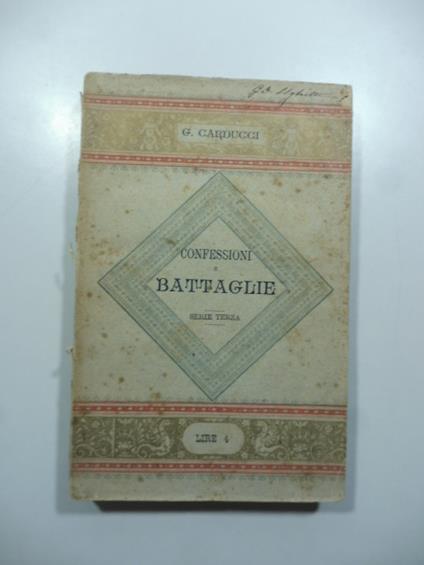 G. CARDUCCI
CONFESSIONI
E
BATTAGLIE
SERIE TERZA
LIRE 4